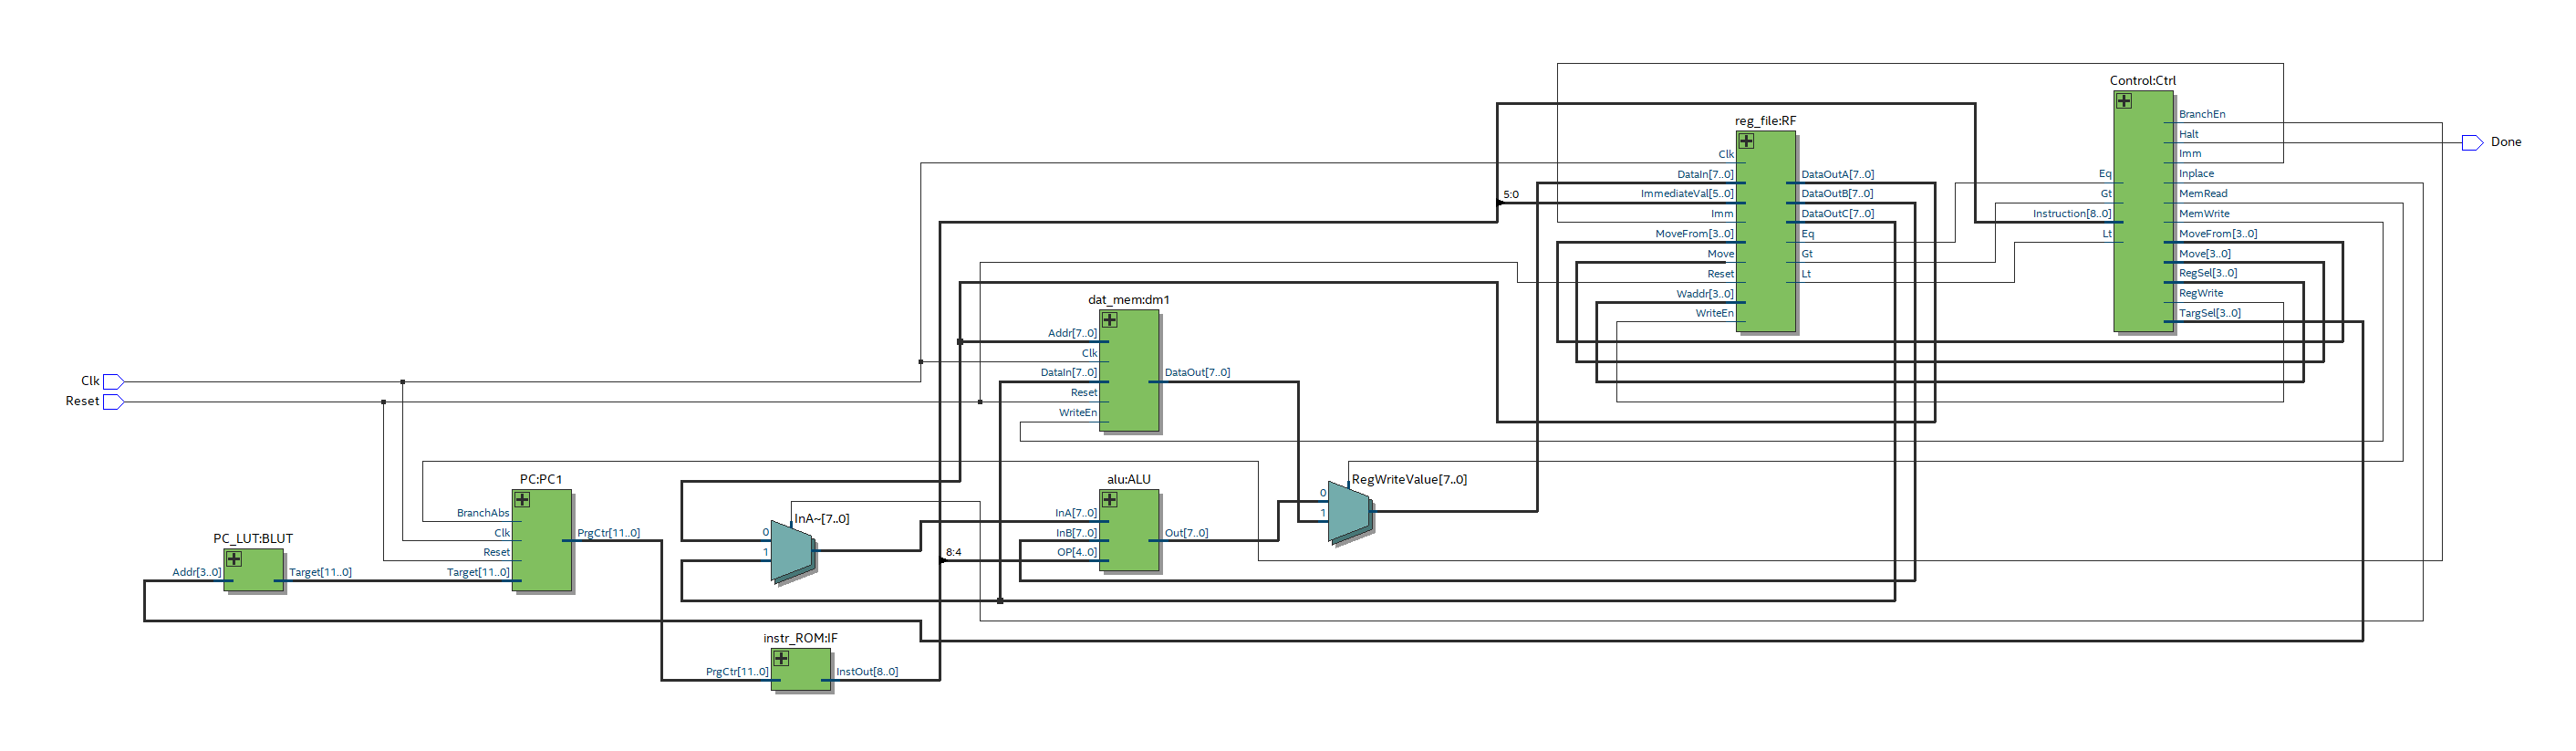 Control:Ctrl
BranchEn
Halt
Imm
Inplace
MemRead
MemWrite
MoveFrom[3..0]
Move[3..0]
RegSel[3..0]
RegWrite
TargSel[3..0]
Eq
Gt
Instruction[8..0]
Lt
Done
reg_file:RF
Clk
DataIn[7..0]
ImmediateVal[5..0]
Imm
MoveFrom[3..0]
Move
Reset
Waddr[3..0]
WriteEn
DataOutA[7..0]
DataOutB[7..0]
DataOutC[7..0]
Eq
Gt
Lt
5:0
dat_mem:dm1
Addr[7..0]
Clk
DataIn[7..0]
Reset
WriteEn
DataOut[7..0]
Clk
Reset
PC:PC1
BranchAbs
Clk
Reset
Target[11..0]
PrgCtr[11..0]
PC_LUT:BLUT
Addr[3..0]
Target[11..0]
InA~[7..0]
0
1
alu:ALU
InA[7..0]
InB[7..0]
OP[4..0]
Out[7..0]
8:4
RegWriteValue[7..0]
0
1
instr_ROM:IF
PrgCtr[11..0]
InstOut[8..0]